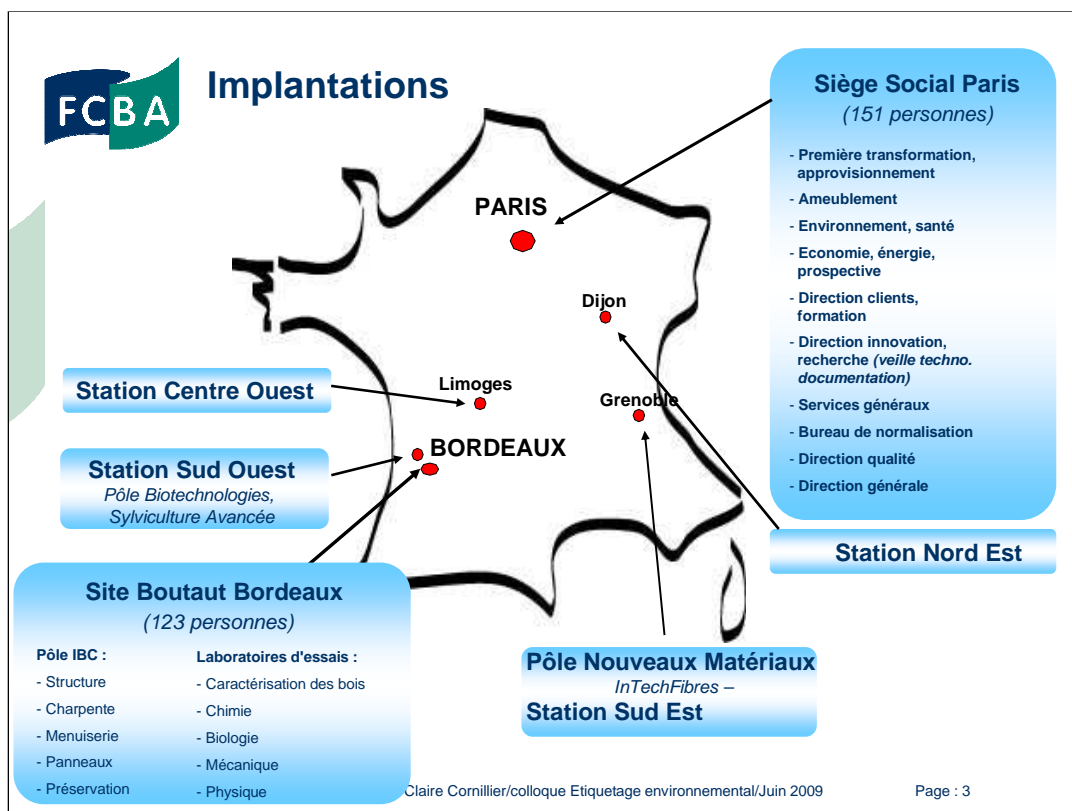 FCBA
Implantations
Siège Social Paris
(151 personnes)
- Première transformation,
approvisionnement
- Ameublement
- Environnement, santé
- Economie, énergie,
prospective
- Direction clients,
formation
- Direction innovation,
recherche (veille techno.
documentation)
- Services généraux
- Bureau de normalisation
- Direction qualité
- Direction générale
PARIS
Dijon
Limoges
Grenoble
BORDEAUX
Station Centre Ouest
Station Sud Ouest
Pôle Biotechnologies,
Sylviculture Avancée
Station Nord Est
Site Boutaut Bordeaux
(123 personnes)
Pôle IBC :
- Structure
- Charpente
- Menuiserie
- Panneaux
- Préservation
Laboratoires d'essais :
- Caractérisation des bois
- Chimie
- Biologie
- Mécanique
- Physique
Pôle Nouveaux Matériaux
InTechFibres –
Station Sud Est
Claire Cornillier/colloque Etiquetage environnemental/Juin 2009
Page : 3